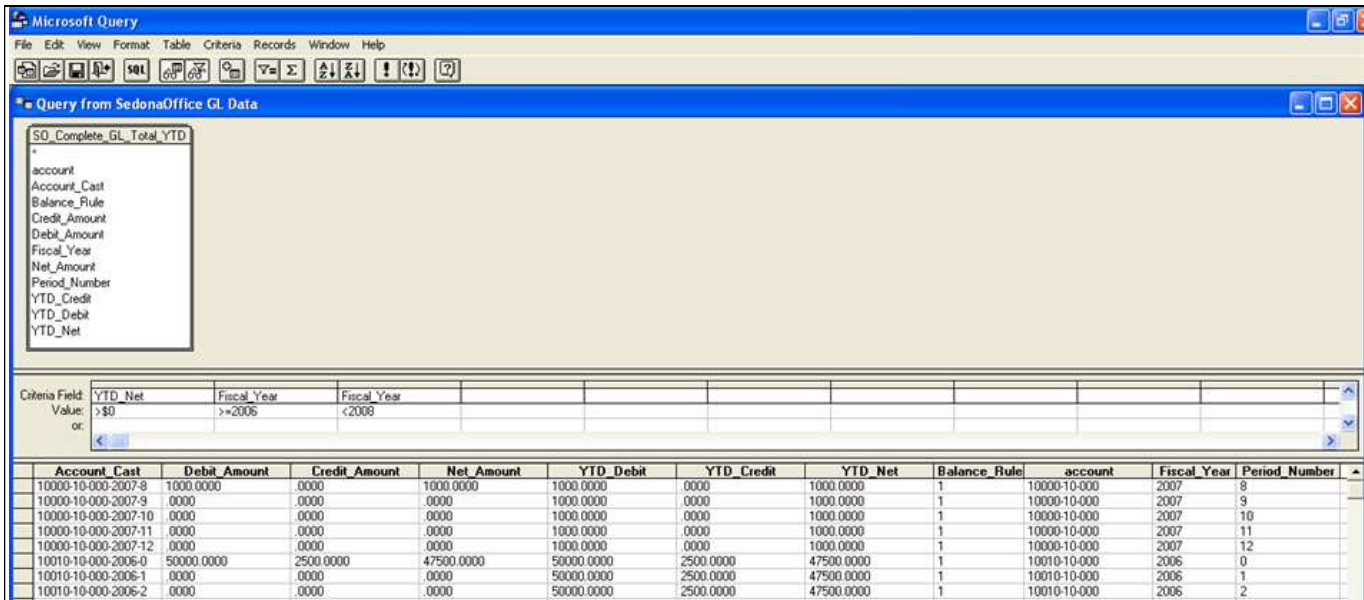 Microsoft Query
File Edit View Format Table Criteria Records Window Help
SQL
Query from SedonaOffice GL Data
SO_Complete_GL_Total_YTD
*
account
Account_Cast
Balance_Rule
Credit_Amount
Debit_Amount
Fiscal_Year
Net_Amount
Period_Number
YTD_Credit
YTD_Debit
YTD_Net
Criteria Field: YTD_Net Fiscal_Year Fiscal_Year
Value: >$0 >=2006 <2008
or:
Account_Cast Debit_Amount Credit_Amount Net_Amount YTD_Debit YTD_Credit YTD_Net Balance_Rule account Fiscal_Year Period_Number
10000-10-000-2007-8 1000.0000 .0000 1000.0000 1000.0000 .0000 1000.0000 1 10000-10-000 2007 8
10000-10-000-2007-9 .0000 .0000 .0000 1000.0000 .0000 1000.0000 1 10000-10-000 2007 9
10000-10-000-2007-10 .0000 .0000 .0000 1000.0000 .0000 1000.0000 1 10000-10-000 2007 10
10000-10-000-2007-11 .0000 .0000 .0000 1000.0000 .0000 1000.0000 1 10000-10-000 2007 11
10000-10-000-2007-12 .0000 .0000 .0000 1000.0000 .0000 1000.0000 1 10000-10-000 2007 12
10010-10-000-2006-0 50000.0000 2500.0000 47500.0000 50000.0000 2500.0000 47500.0000 1 10010-10-000 2006 0
10010-10-000-2006-1 .0000 .0000 .0000 50000.0000 2500.0000 47500.0000 1 10010-10-000 2006 1
10010-10-000-2006-2 .0000 .0000 .0000 50000.0000 2500.0000 47500.0000 1 10010-10-000 2006 2